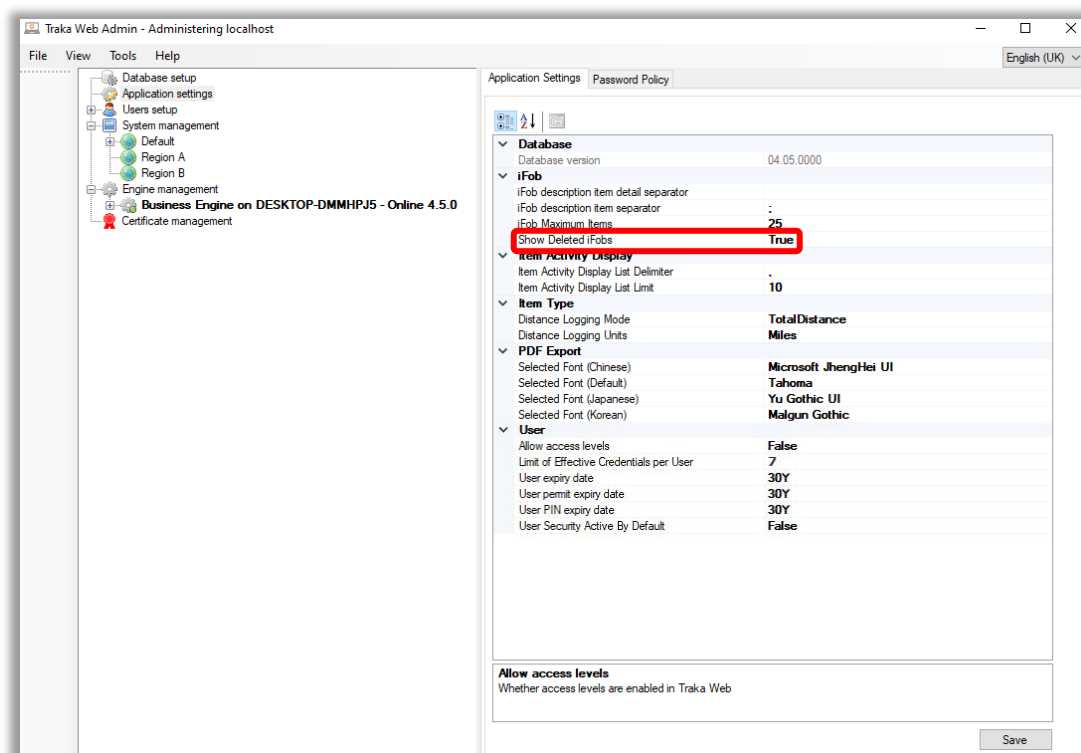 Traka Web Admin - Administering localhost
File View Tools Help
English (UK)
Database setup
Application settings
Users setup
System management
Default
Region A
Region B
Engine management
Business Engine on DESKTOP-DMMHPJ5 - Online 4.5.0
Certificate management
Application Settings Password Policy
Database
Database version 04.05.0000
iFob
iFob description item detail separator
iFob description item separator :
iFob Maximum Items 25
Show Deleted iFobs True
Item Activity Display
Item Activity Display List Delimiter .
Item Activity Display List Limit 10
Item Type
Distance Logging Mode TotalDistance
Distance Logging Units Miles
PDF Export
Selected Font (Chinese) Microsoft JhengHei UI
Selected Font (Default) Tahoma
Selected Font (Japanese) Yu Gothic UI
Selected Font (Korean) Malgun Gothic
User
Allow access levels False
Limit of Effective Credentials per User 7
User expiry date 30Y
User permit expiry date 30Y
User PIN expiry date 30Y
User Security Active By Default False
Allow access levels
Whether access levels are enabled in Traka Web
Save